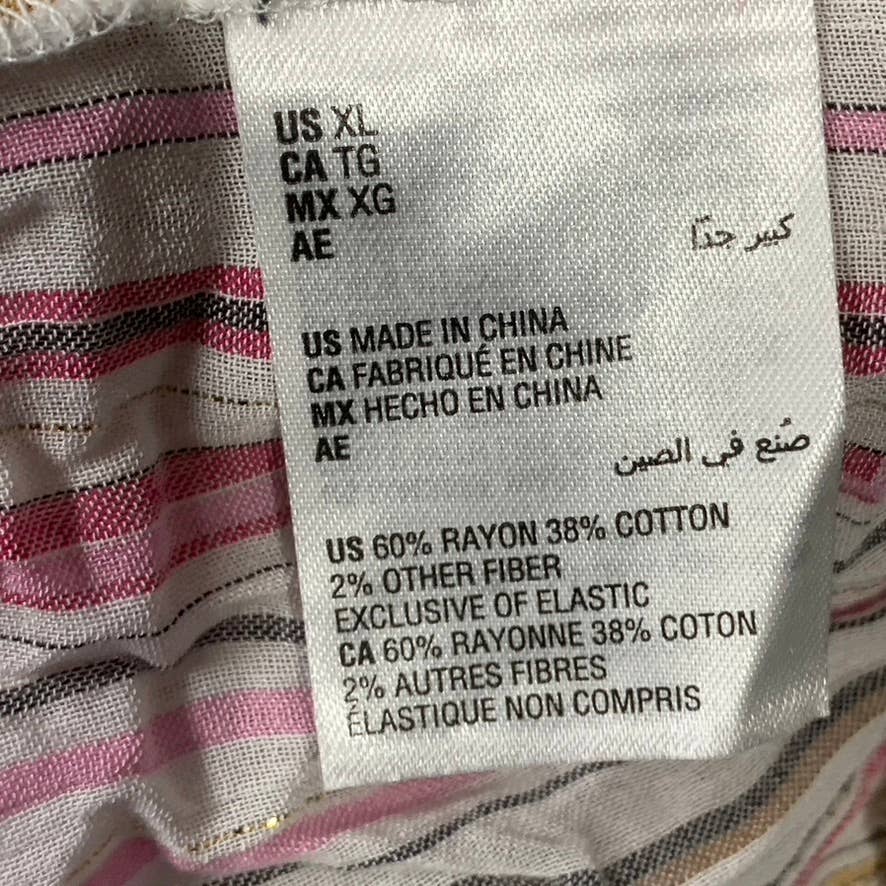 US XL
CA TG
MX XG
AE
كبير جدّا
US MADE IN CHINA
CA FABRIQUÉ EN CHINE
MX HECHO EN CHINA
AE
صُنع في الصين
US 60% RAYON 38% COTTON
2% OTHER FIBER
EXCLUSIVE OF ELASTIC
CA 60% RAYONNE 38% COTON
2% AUTRES FIBRES
ÉLASTIQUE NON COMPRIS